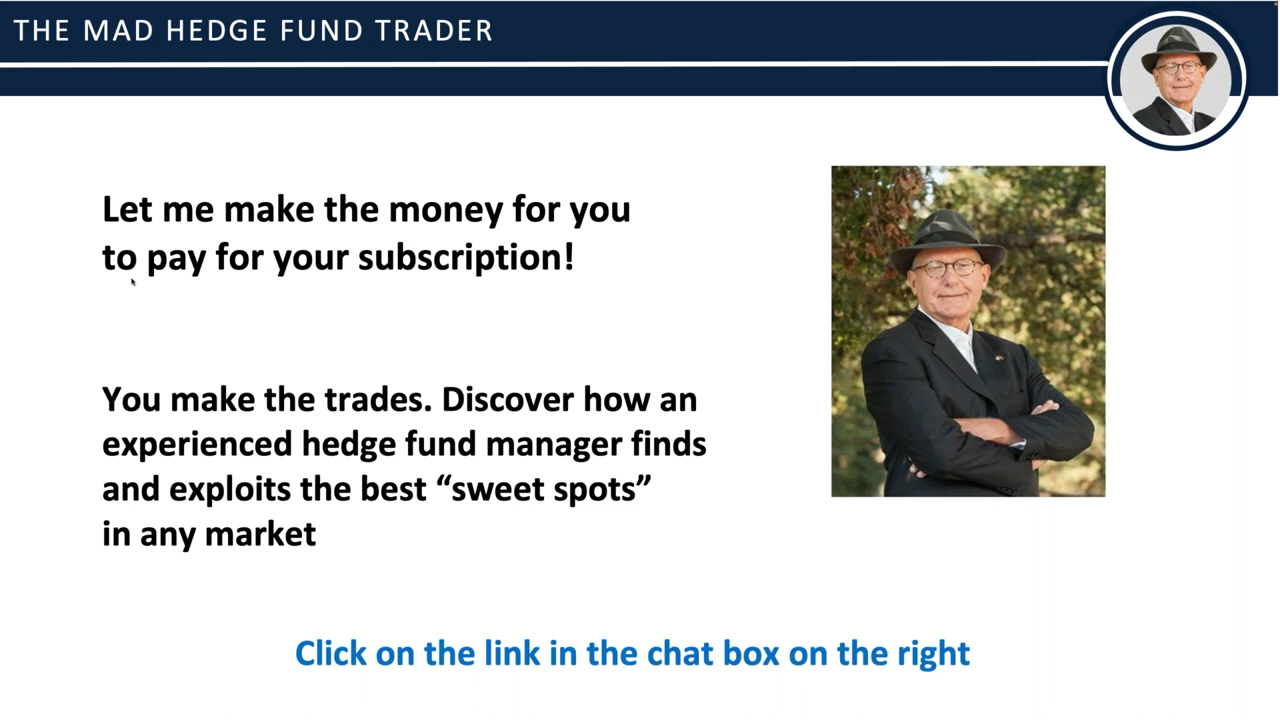 THE MAD HEDGE FUND TRADER
Let me make the money for you
to pay for your subscription!
You make the trades. Discover how an
experienced hedge fund manager finds
and exploits the best “sweet spots”
in any market
Click on the link in the chat box on the right